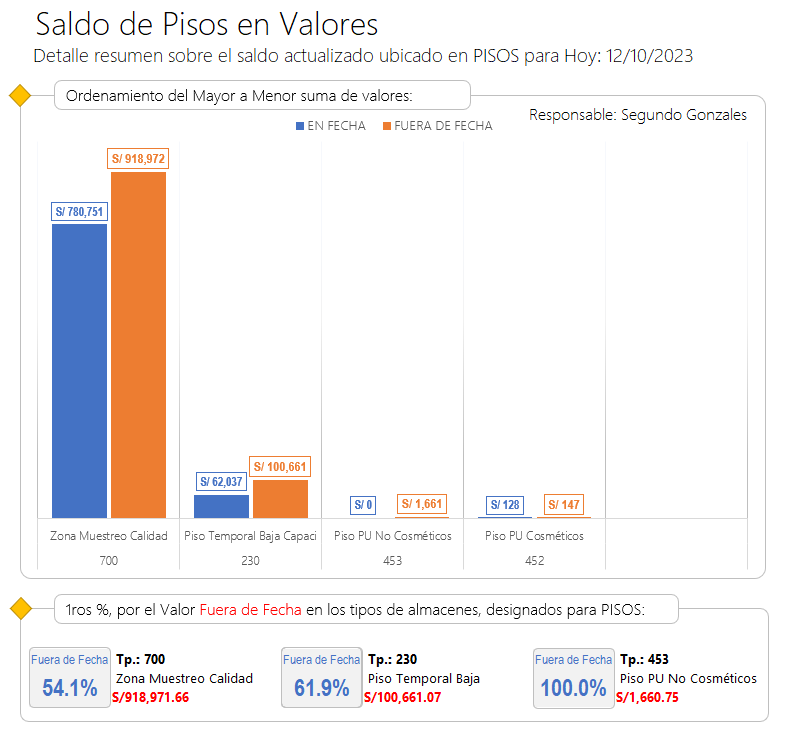 Saldo de Pisos en Valores
Detalle resumen sobre el saldo actualizado ubicado en PISOS para Hoy: 12/10/2023
Ordenamiento del Mayor a Menor suma de valores:
Responsable: Segundo Gonzales
EN FECHA FUERA DE FECHA
S/ 918,972
S/ 780,751
S/ 100,661
S/ 62,037
S/ 0 S/ 1,661 S/ 128 S/ 147
Zona Muestreo Calidad Piso Temporal Baja Capaci Piso PU No Cosméticos Piso PU Cosméticos
700 230 453 452
1ros %, por el Valor Fuera de Fecha en los tipos de almacenes, designados para PISOS:
Fuera de Fecha Tp.: 700 Fuera de Fecha Tp.: 230 Fuera de Fecha Tp.: 453
54.1% Zona Muestreo Calidad 61.9% Piso Temporal Baja 100.0% Piso PU No Cosméticos
S/918,971.66 S/100,661.07 S/1,660.75